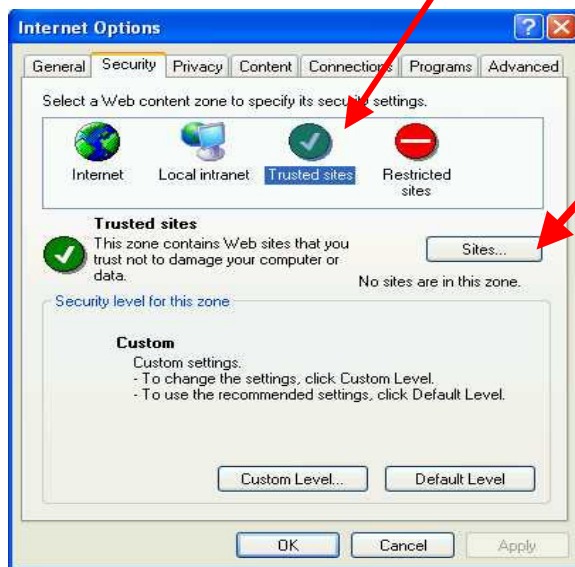 Internet Options
General Security Privacy Content Connections Programs Advanced
Select a Web content zone to specify its security settings.
Internet Local intranet Trusted sites Restricted
sites
Trusted sites
This zone contains Web sites that you
trust not to damage your computer or
data.
Sites...
No sites are in this zone.
Security level for this zone
Custom
Custom settings.
- To change the settings, click Custom Level.
- To use the recommended settings, click Default Level.
Custom Level... Default Level
OK Cancel Apply